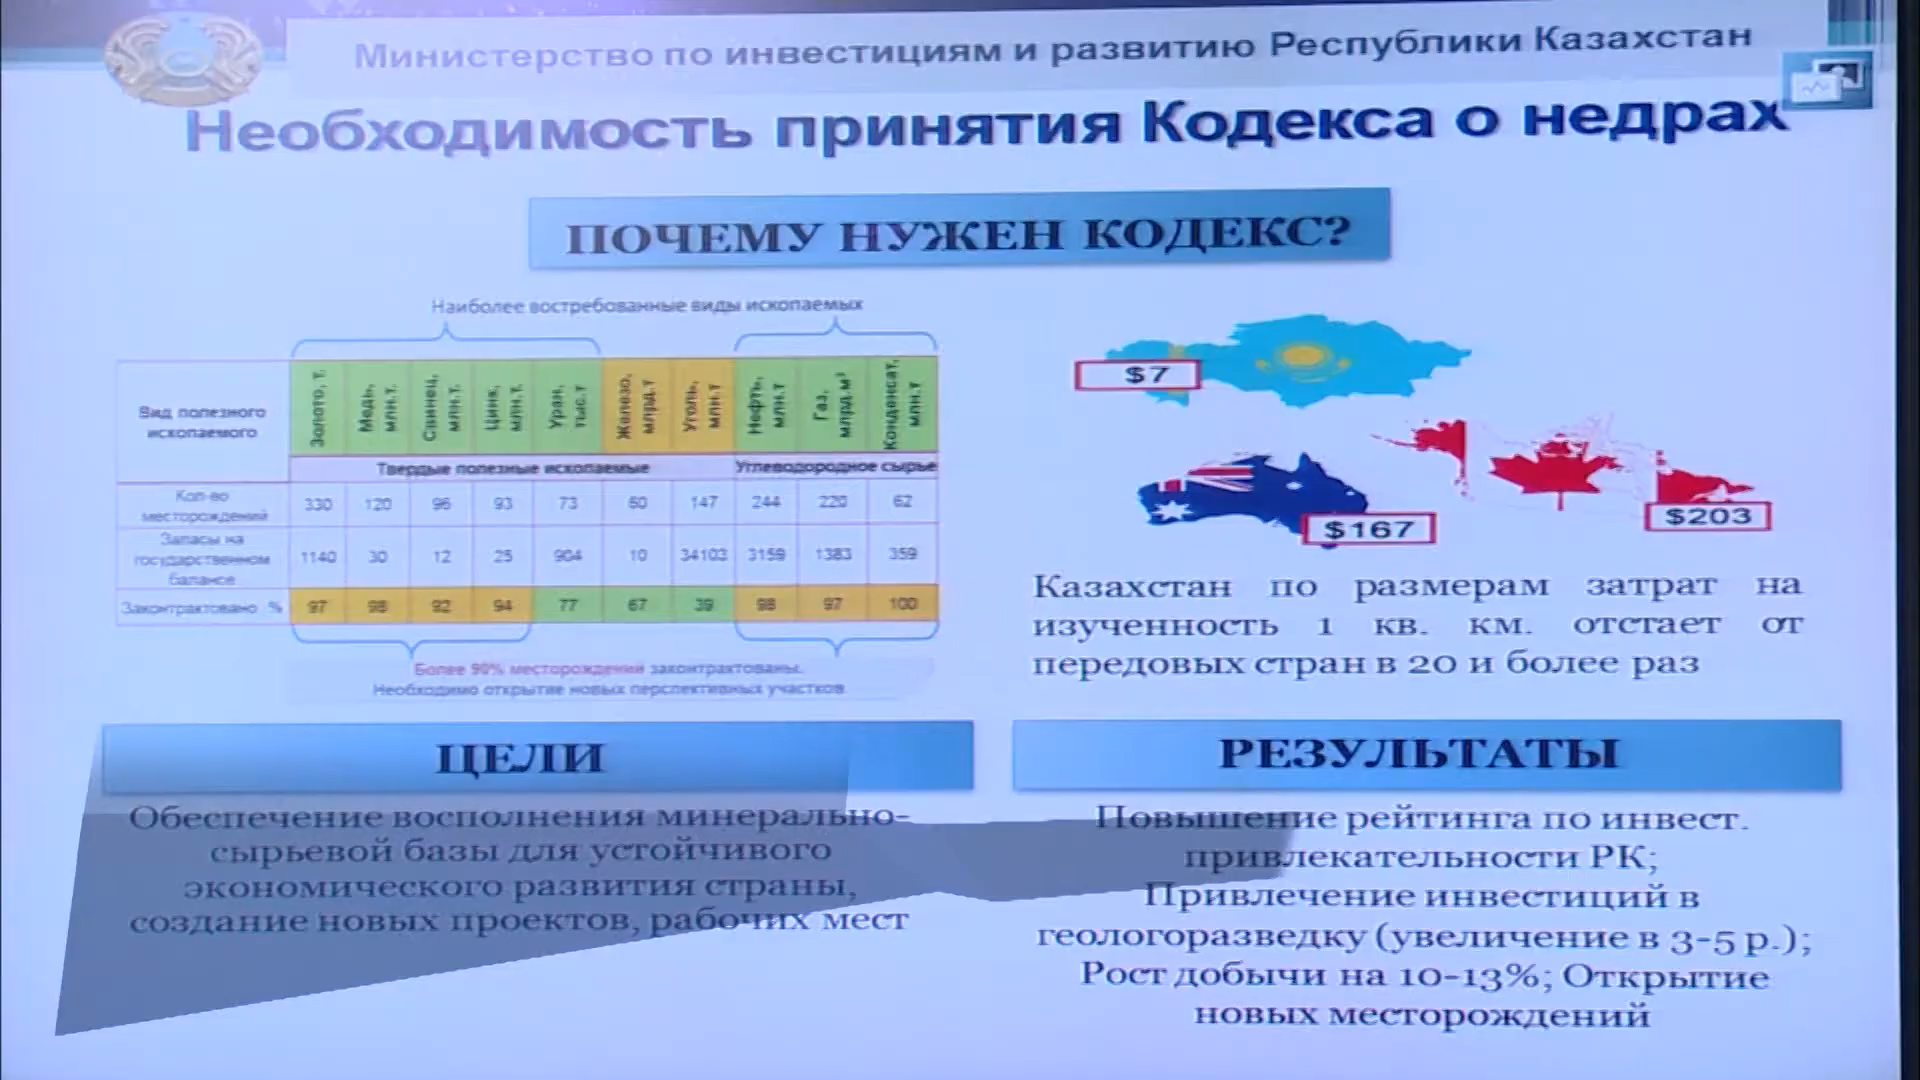 Министерство по инвестициям и развитию Республики Казахстан
Необходимость принятия Кодекса о недрах
ПОЧЕМУ НУЖЕН КОДЕКС?
Наиболее востребованные виды ископаемых
Вид полезного ископаемого
Золото, т.
Медь, млн.т.
Свинец, млн.т.
Цинк, млн.т.
Уран, тыс.т
Железо, млрд.т
Уголь, млн.т
Нефть, млн.т
Газ, млрд.м³
Конденсат, млн.т
Твердые полезные ископаемые
Углеводородное сырье
Кол-во месторождений 330 120 96 93 73 60 147 244 220 62
Запасы на государственном балансе 1140 30 12 25 904 10 34103 3159 1383 359
Законтрактовано % 97 98 92 94 77 67 39 98 97 100
Более 90% месторождений законтрактованы.
Необходимо открытие новых перспективных участков
$7
$167
$203
Казахстан по размерам затрат на
изученность 1 кв. км. отстает от
передовых стран в 20 и более раз
ЦЕЛИ
Обеспечение восполнения минерально-
сырьевой базы для устойчивого
экономического развития страны,
создание новых проектов, рабочих мест
РЕЗУЛЬТАТЫ
Повышение рейтинга по инвест.
привлекательности РК;
Привлечение инвестиций в
геологоразведку (увеличение в 3-5 р.);
Рост добычи на 10-13%; Открытие
новых месторождений